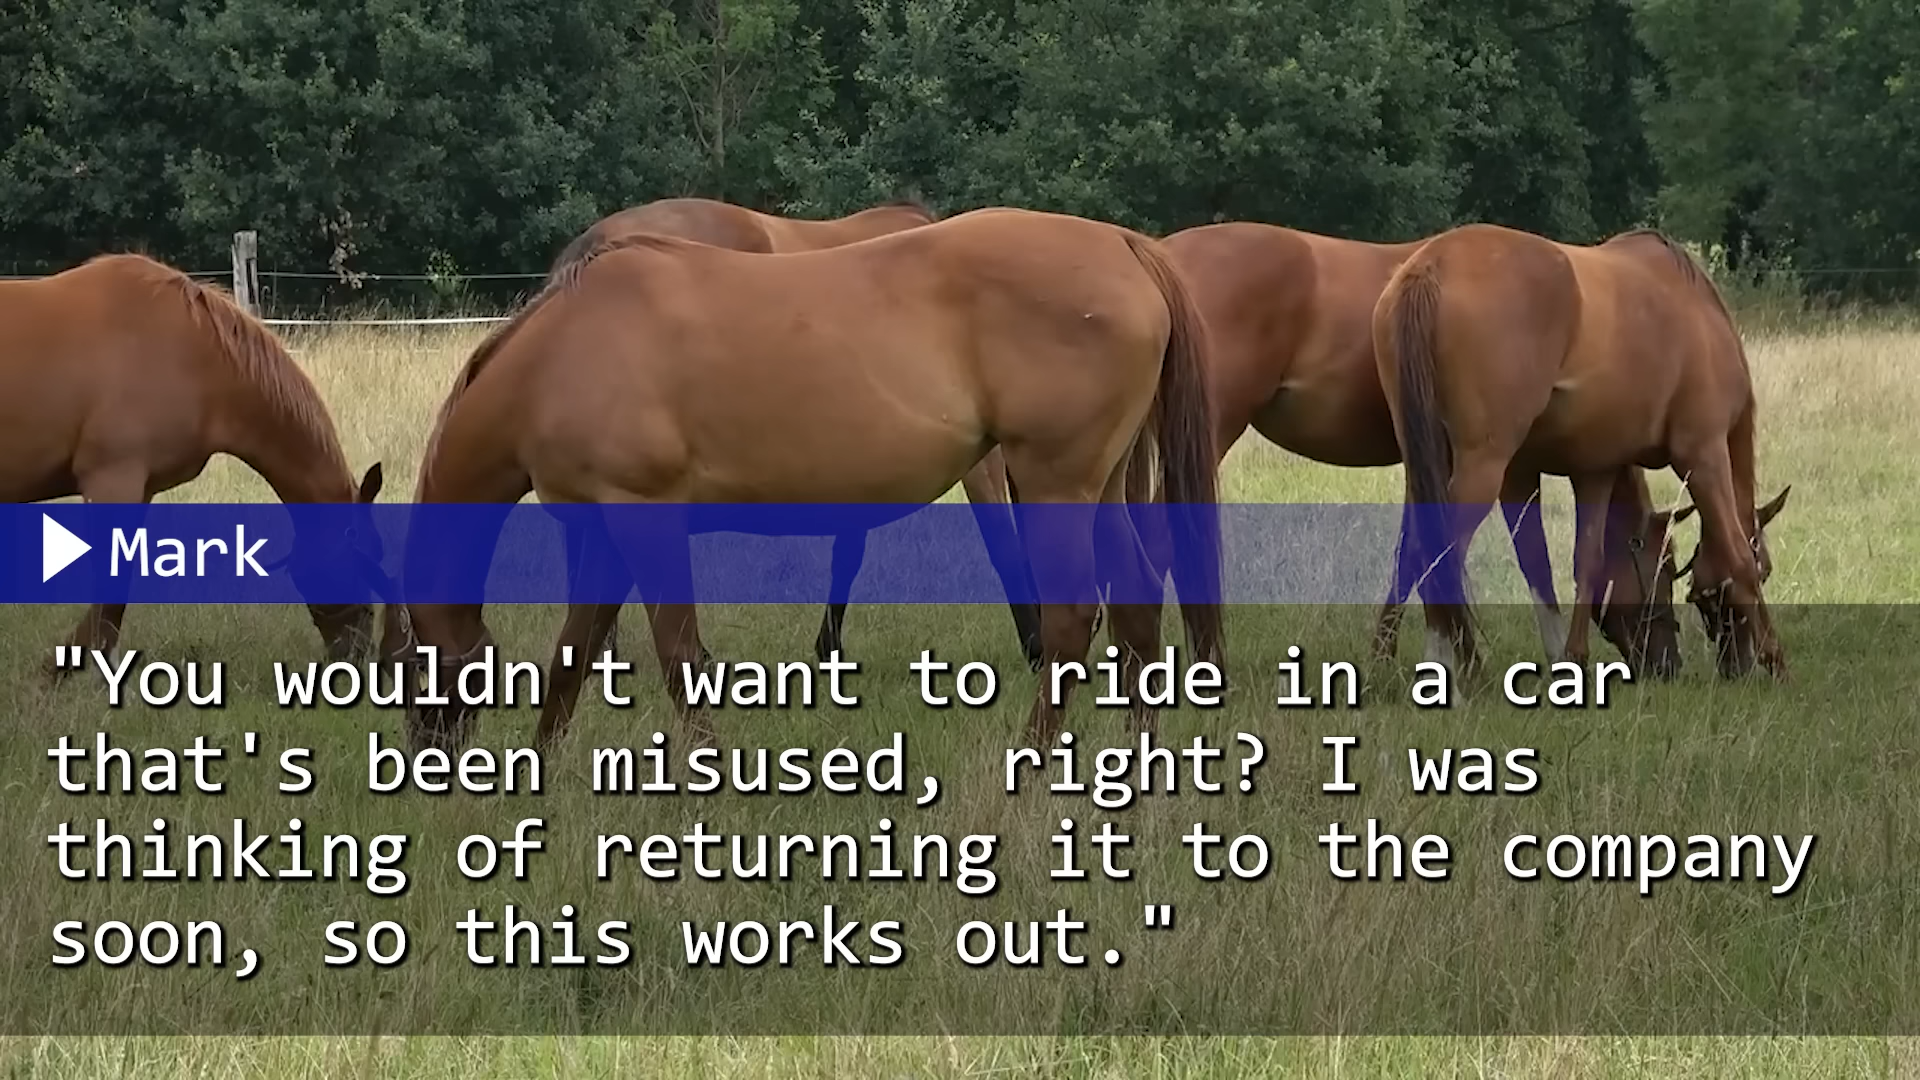 Mark
"You wouldn't want to ride in a car
that's been misused, right? I was
thinking of returning it to the company
soon, so this works out."